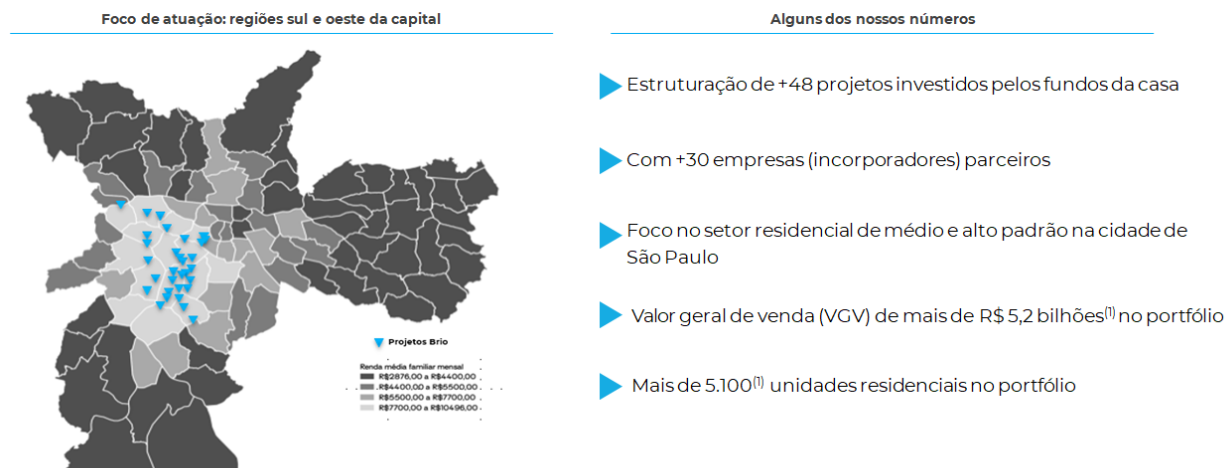 Foco de atuação: regiões sul e oeste da capital
Projetos Brio
Renda média familiar mensal
R$2876,00 a R$4400,00
R$4400,00 a R$5500,00
R$5500,00 a R$7700,00
R$7700,00 a R$10496,00
Alguns dos nossos números
Estruturação de +48 projetos investidos pelos fundos da casa
Com +30 empresas (incorporadores) parceiros
Foco no setor residencial de médio e alto padrão na cidade de
São Paulo
Valor geral de venda (VGV) de mais de R$ 5,2 bilhões(1) no portfólio
Mais de 5.100(1) unidades residenciais no portfólio